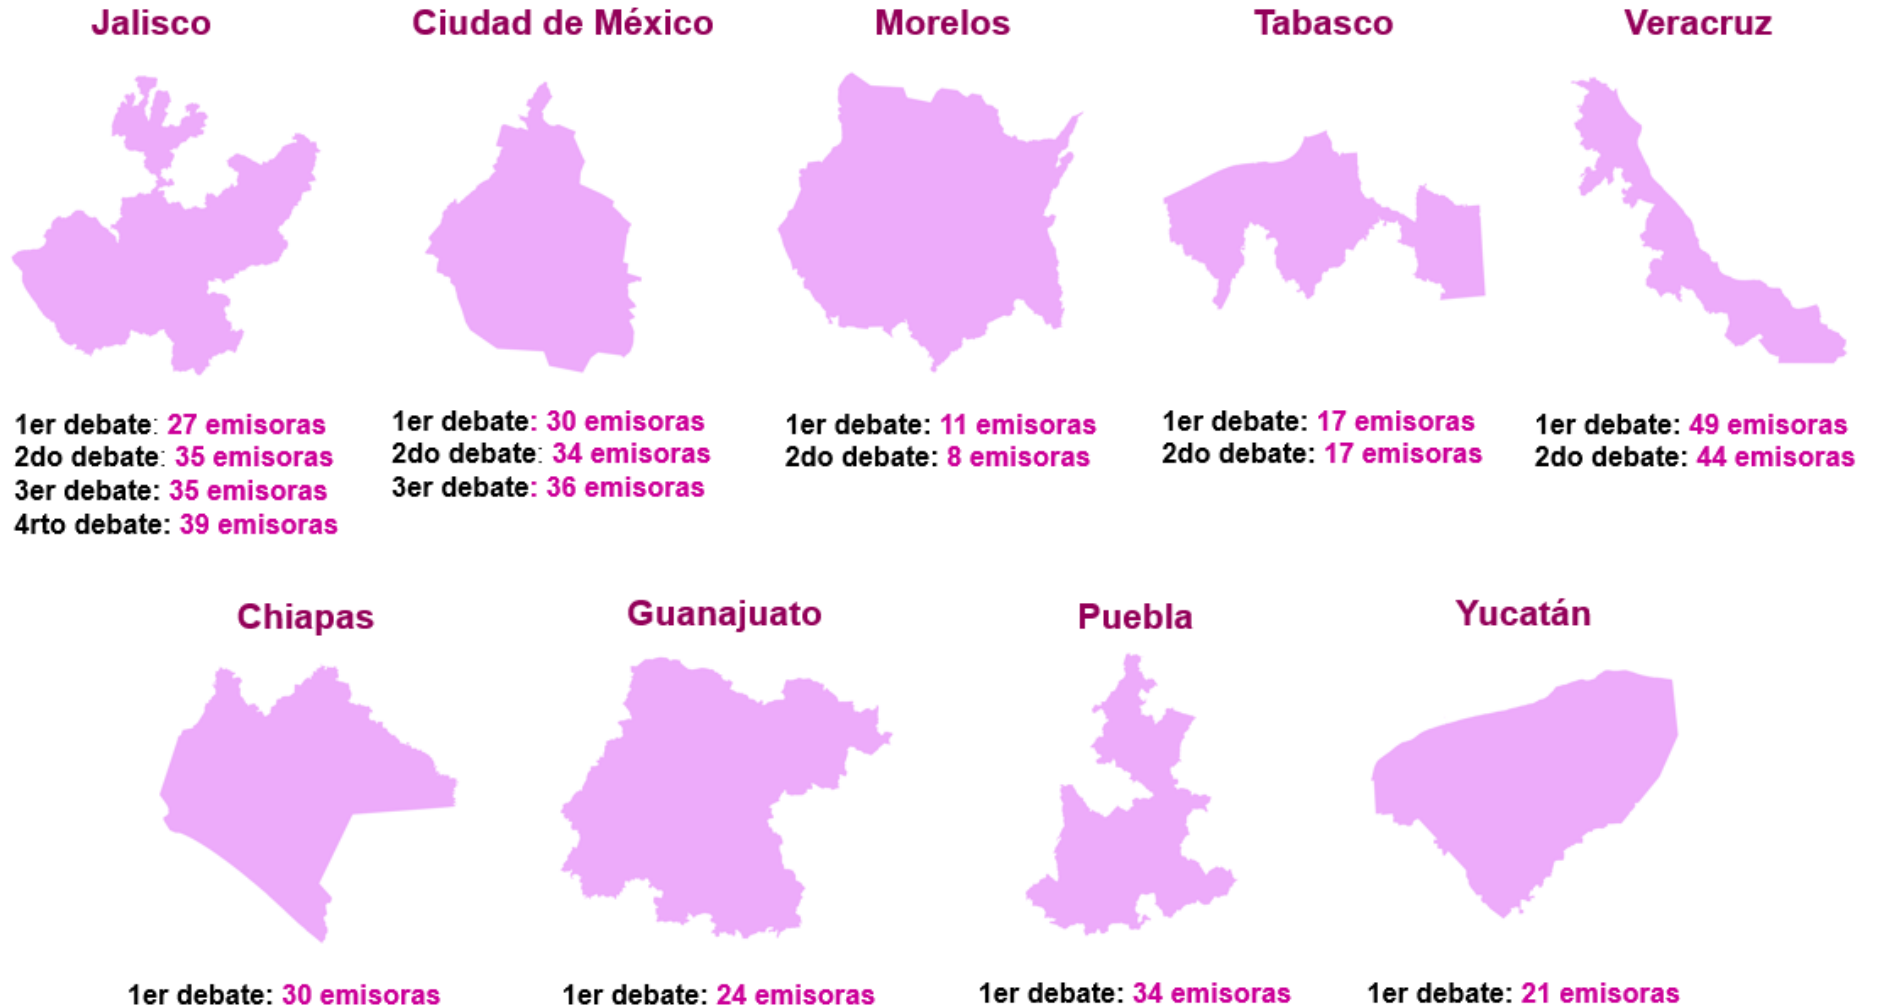 Jalisco
1er debate: 27 emisoras
2do debate: 35 emisoras
3er debate: 35 emisoras
4rto debate: 39 emisoras
Ciudad de México
1er debate: 30 emisoras
2do debate: 34 emisoras
3er debate: 36 emisoras
Morelos
1er debate: 11 emisoras
2do debate: 8 emisoras
Tabasco
1er debate: 17 emisoras
2do debate: 17 emisoras
Veracruz
1er debate: 49 emisoras
2do debate: 44 emisoras
Chiapas
1er debate: 30 emisoras
Guanajuato
1er debate: 24 emisoras
Puebla
1er debate: 34 emisoras
Yucatán
1er debate: 21 emisoras